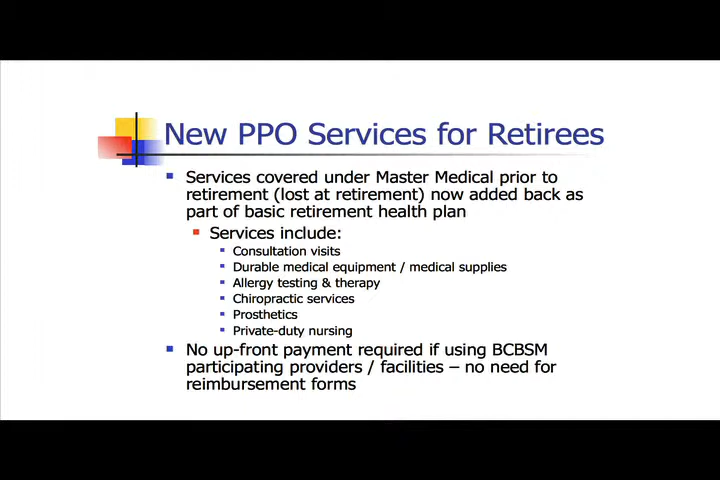 New PPO Services for Retirees
Services covered under Master Medical prior to
retirement (lost at retirement) now added back as
part of basic retirement health plan
Services include:
Consultation visits
Durable medical equipment / medical supplies
Allergy testing & therapy
Chiropractic services
Prosthetics
Private-duty nursing
No up-front payment required if using BCBSM
participating providers / facilities – no need for
reimbursement forms